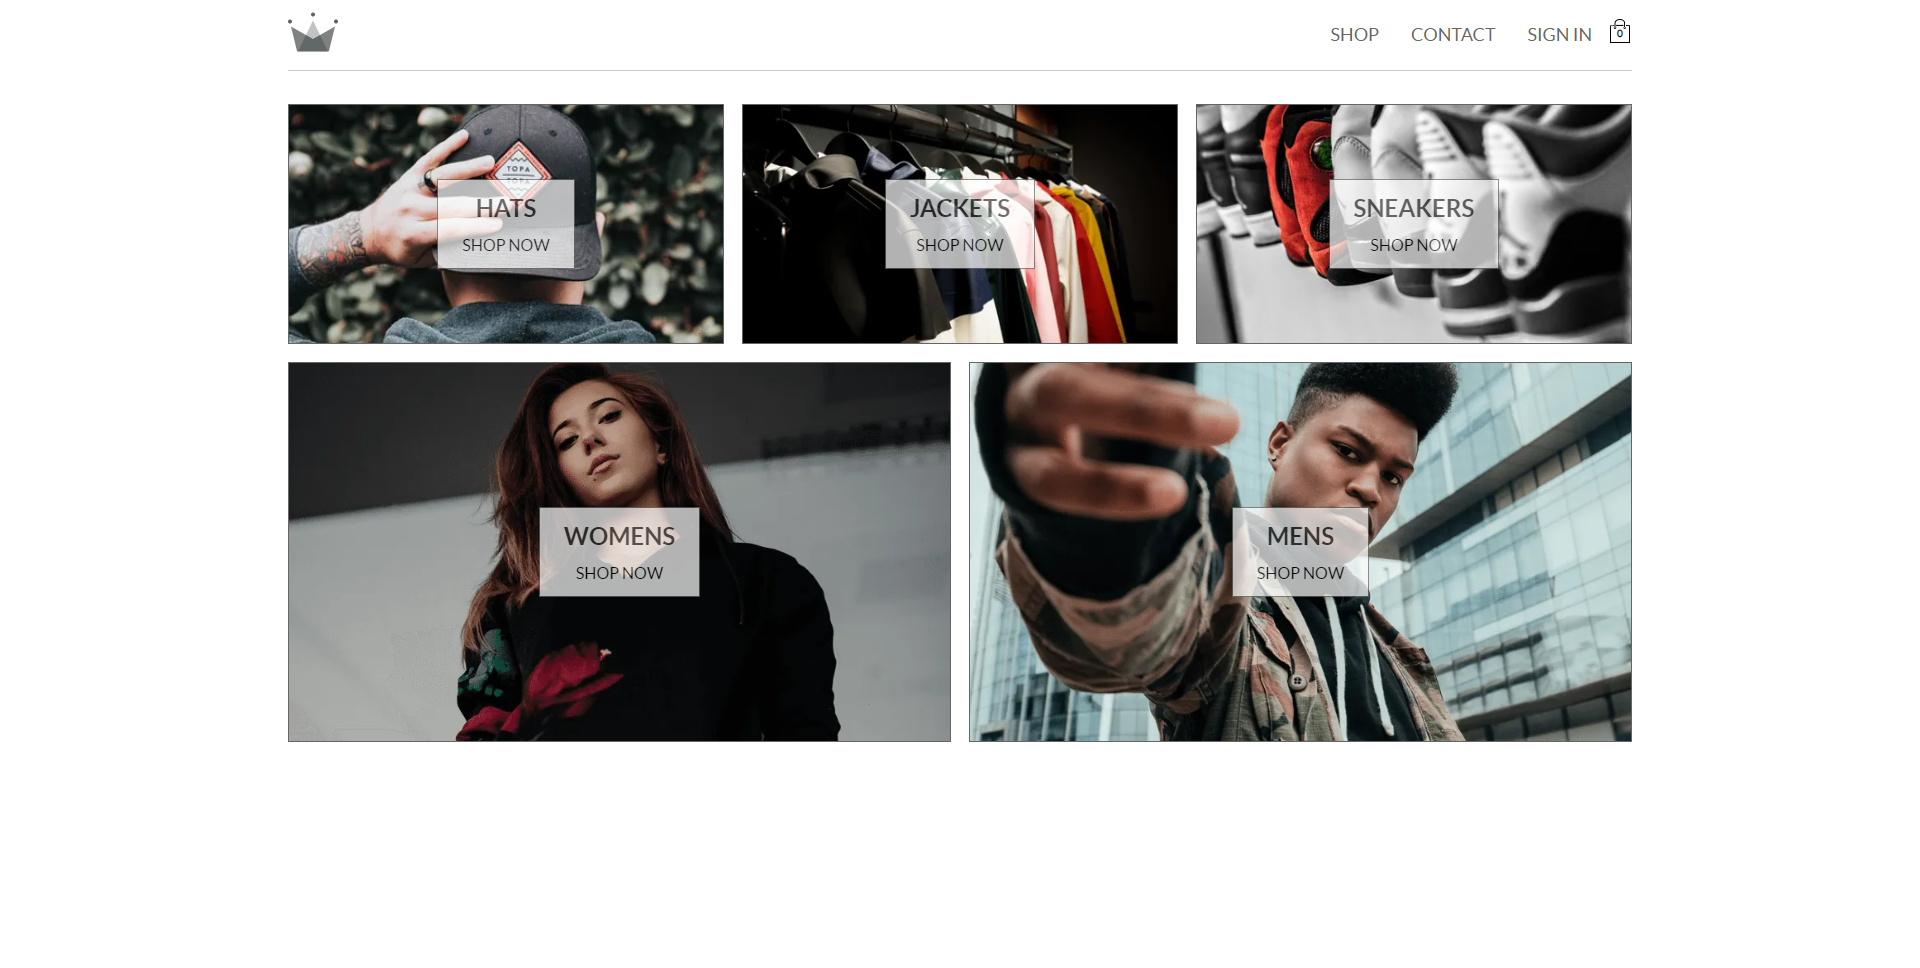 SHOP CONTACT SIGN IN 0
TOPA
TOPA
HATS
SHOP NOW
JACKETS
SHOP NOW
SNEAKERS
SHOP NOW
WOMENS
SHOP NOW
MENS
SHOP NOW